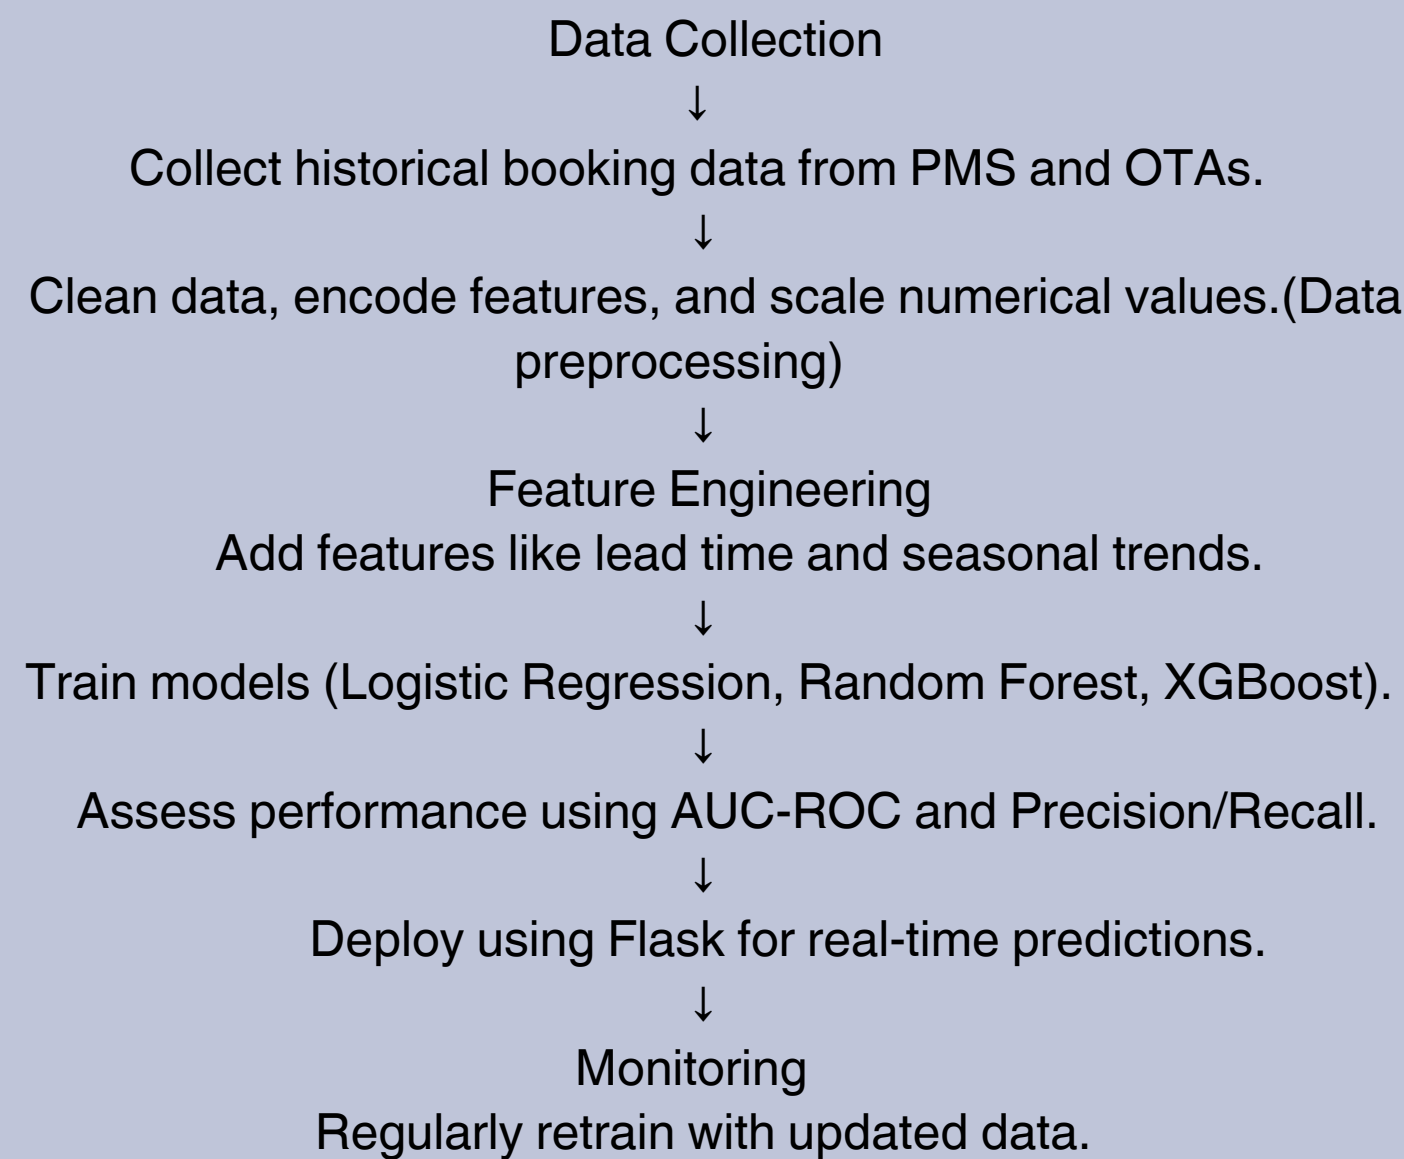 Data Collection
↓
Collect historical booking data from PMS and OTAs.
↓
Clean data, encode features, and scale numerical values.(Data
preprocessing)
↓
Feature Engineering
Add features like lead time and seasonal trends.
↓
Train models (Logistic Regression, Random Forest, XGBoost).
↓
Assess performance using AUC-ROC and Precision/Recall.
↓
Deploy using Flask for real-time predictions.
↓
Monitoring
Regularly retrain with updated data.